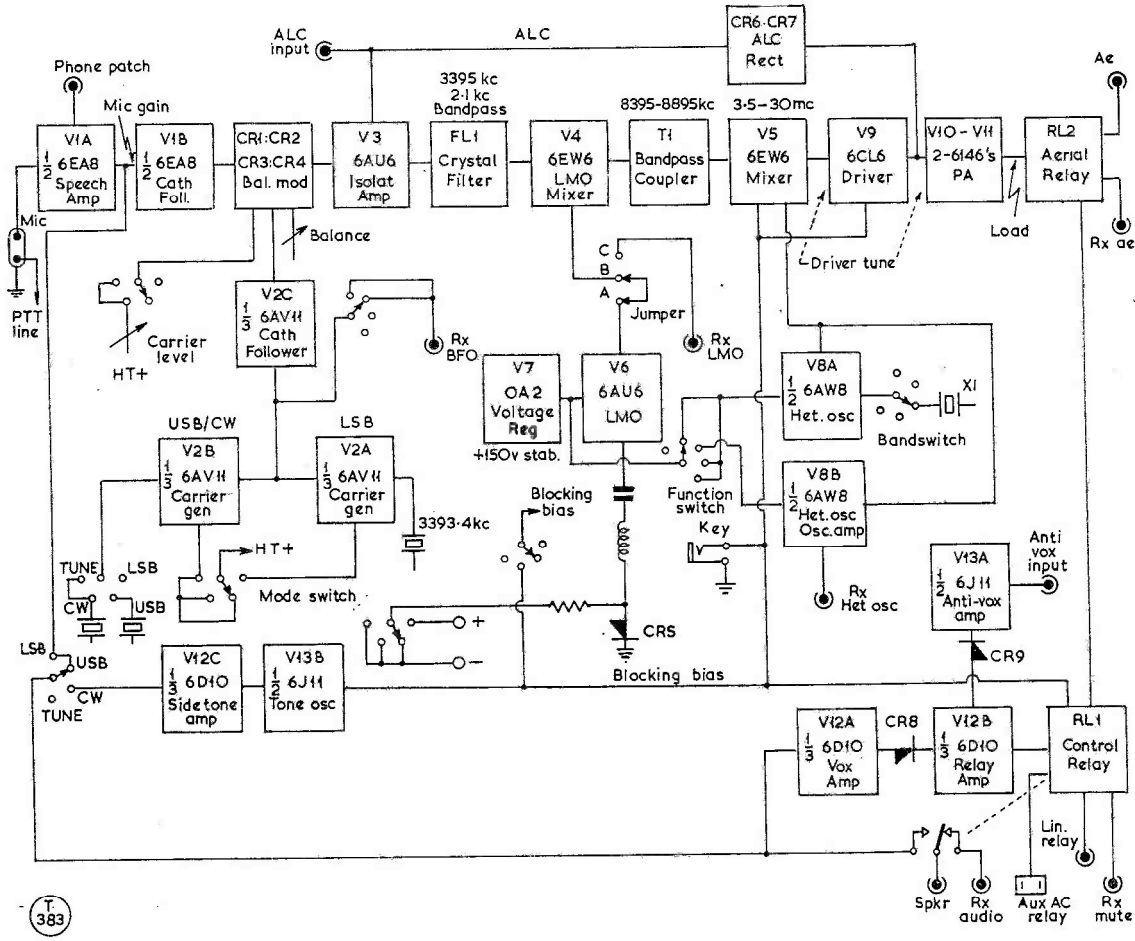 ALC input
ALC
CR6·CR7
ALC
Rect
Phone patch
Mic gain
3395 kc
2·1 kc
Bandpass
8395-8895kc
3·5-30mc
Ae
V1A
1/2 6EA8
Speech
Amp
V1B
1/2 6EA8
Cath
Foll.
CR1:CR2
CR3:CR4
Bal. mod
V3
6AU6
Isolat
Amp
FL1
Crystal
Filter
V4
6EW6
LMO
Mixer
T1
Bandpass
Coupler
V5
6EW6
Mixer
V9
6CL6
Driver
V10 - V11
2-6146's
PA
RL2
Aerial
Relay
Mic
PTT
line
Balance
Carrier
level
HT+
V2C
1/3 6AV11
Cath
Follower
Rx
BFO
C
B
A
Jumper
Rx
LMO
Driver tune
Load
Rx ae
V7
OA2
Voltage
Reg
+150v stab.
V6
6AU6
LMO
V8A
1/2 6AW8
Het. osc
X1
Bandswitch
USB/CW
V2B
1/3 6AV11
Carrier
gen
LSB
V2A
1/3 6AV11
Carrier
gen
3393·4kc
Blocking
bias
Function
switch
Key
V8B
1/2 6AW8
Het. osc
Osc. amp
Rx
Het osc
V13A
1/2 6J11
Anti-vox
amp
Anti
vox
input
TUNE
LSB
CW
USB
HT+
Mode switch
+
-
CR5
CR9
LSB
USB
CW
TUNE
V12C
1/3 6D10
Sidetone
amp
V13B
1/2 6J11
Tone osc
Blocking bias
V12A
1/3 6D10
Vox
Amp
CR8
V12B
1/3 6D10
Relay
Amp
RL1
Control
Relay
Lin.
relay
Spkr
Rx
audio
Aux AC
relay
Rx
mute
T.
383